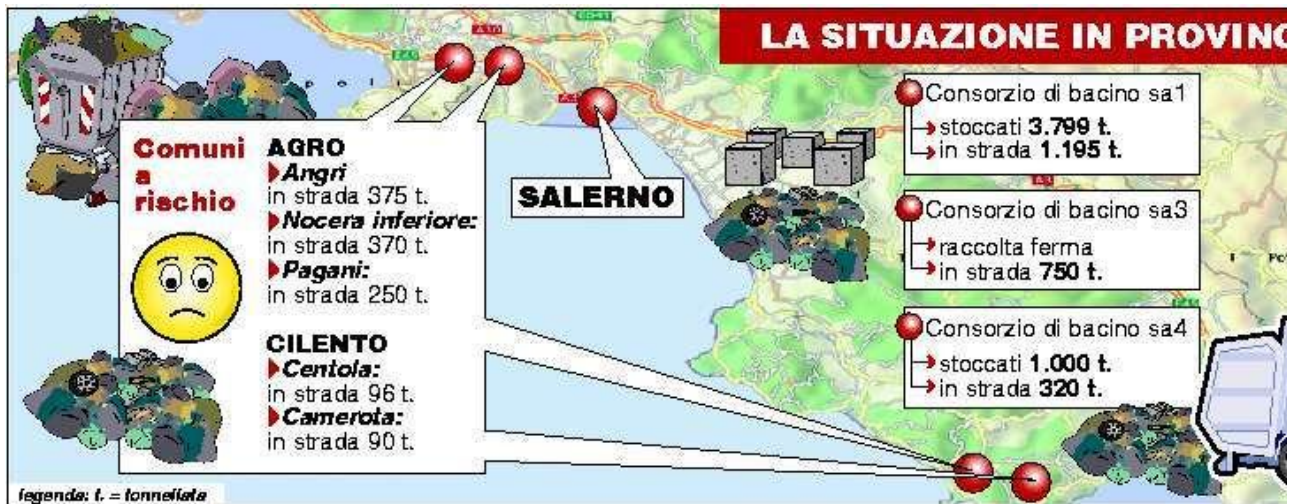 LA SITUAZIONE IN PROVINC
Comuni
a
rischio
AGRO
Angri
in strada 375 t.
Nocera inferiore:
in strada 370 t.
Pagani:
in strada 250 t.
CILENTO
Centola:
in strada 96 t.
Camerota:
in strada 90 t.
SALERNO
Consorzio di bacino sa1
stoccati 3.799 t.
in strada 1.195 t.
Consorzio di bacino sa3
raccolta ferma
in strada 750 t.
Consorzio di bacino sa4
stoccati 1.000 t.
in strada 320 t.
legenda: t. = tonnellata